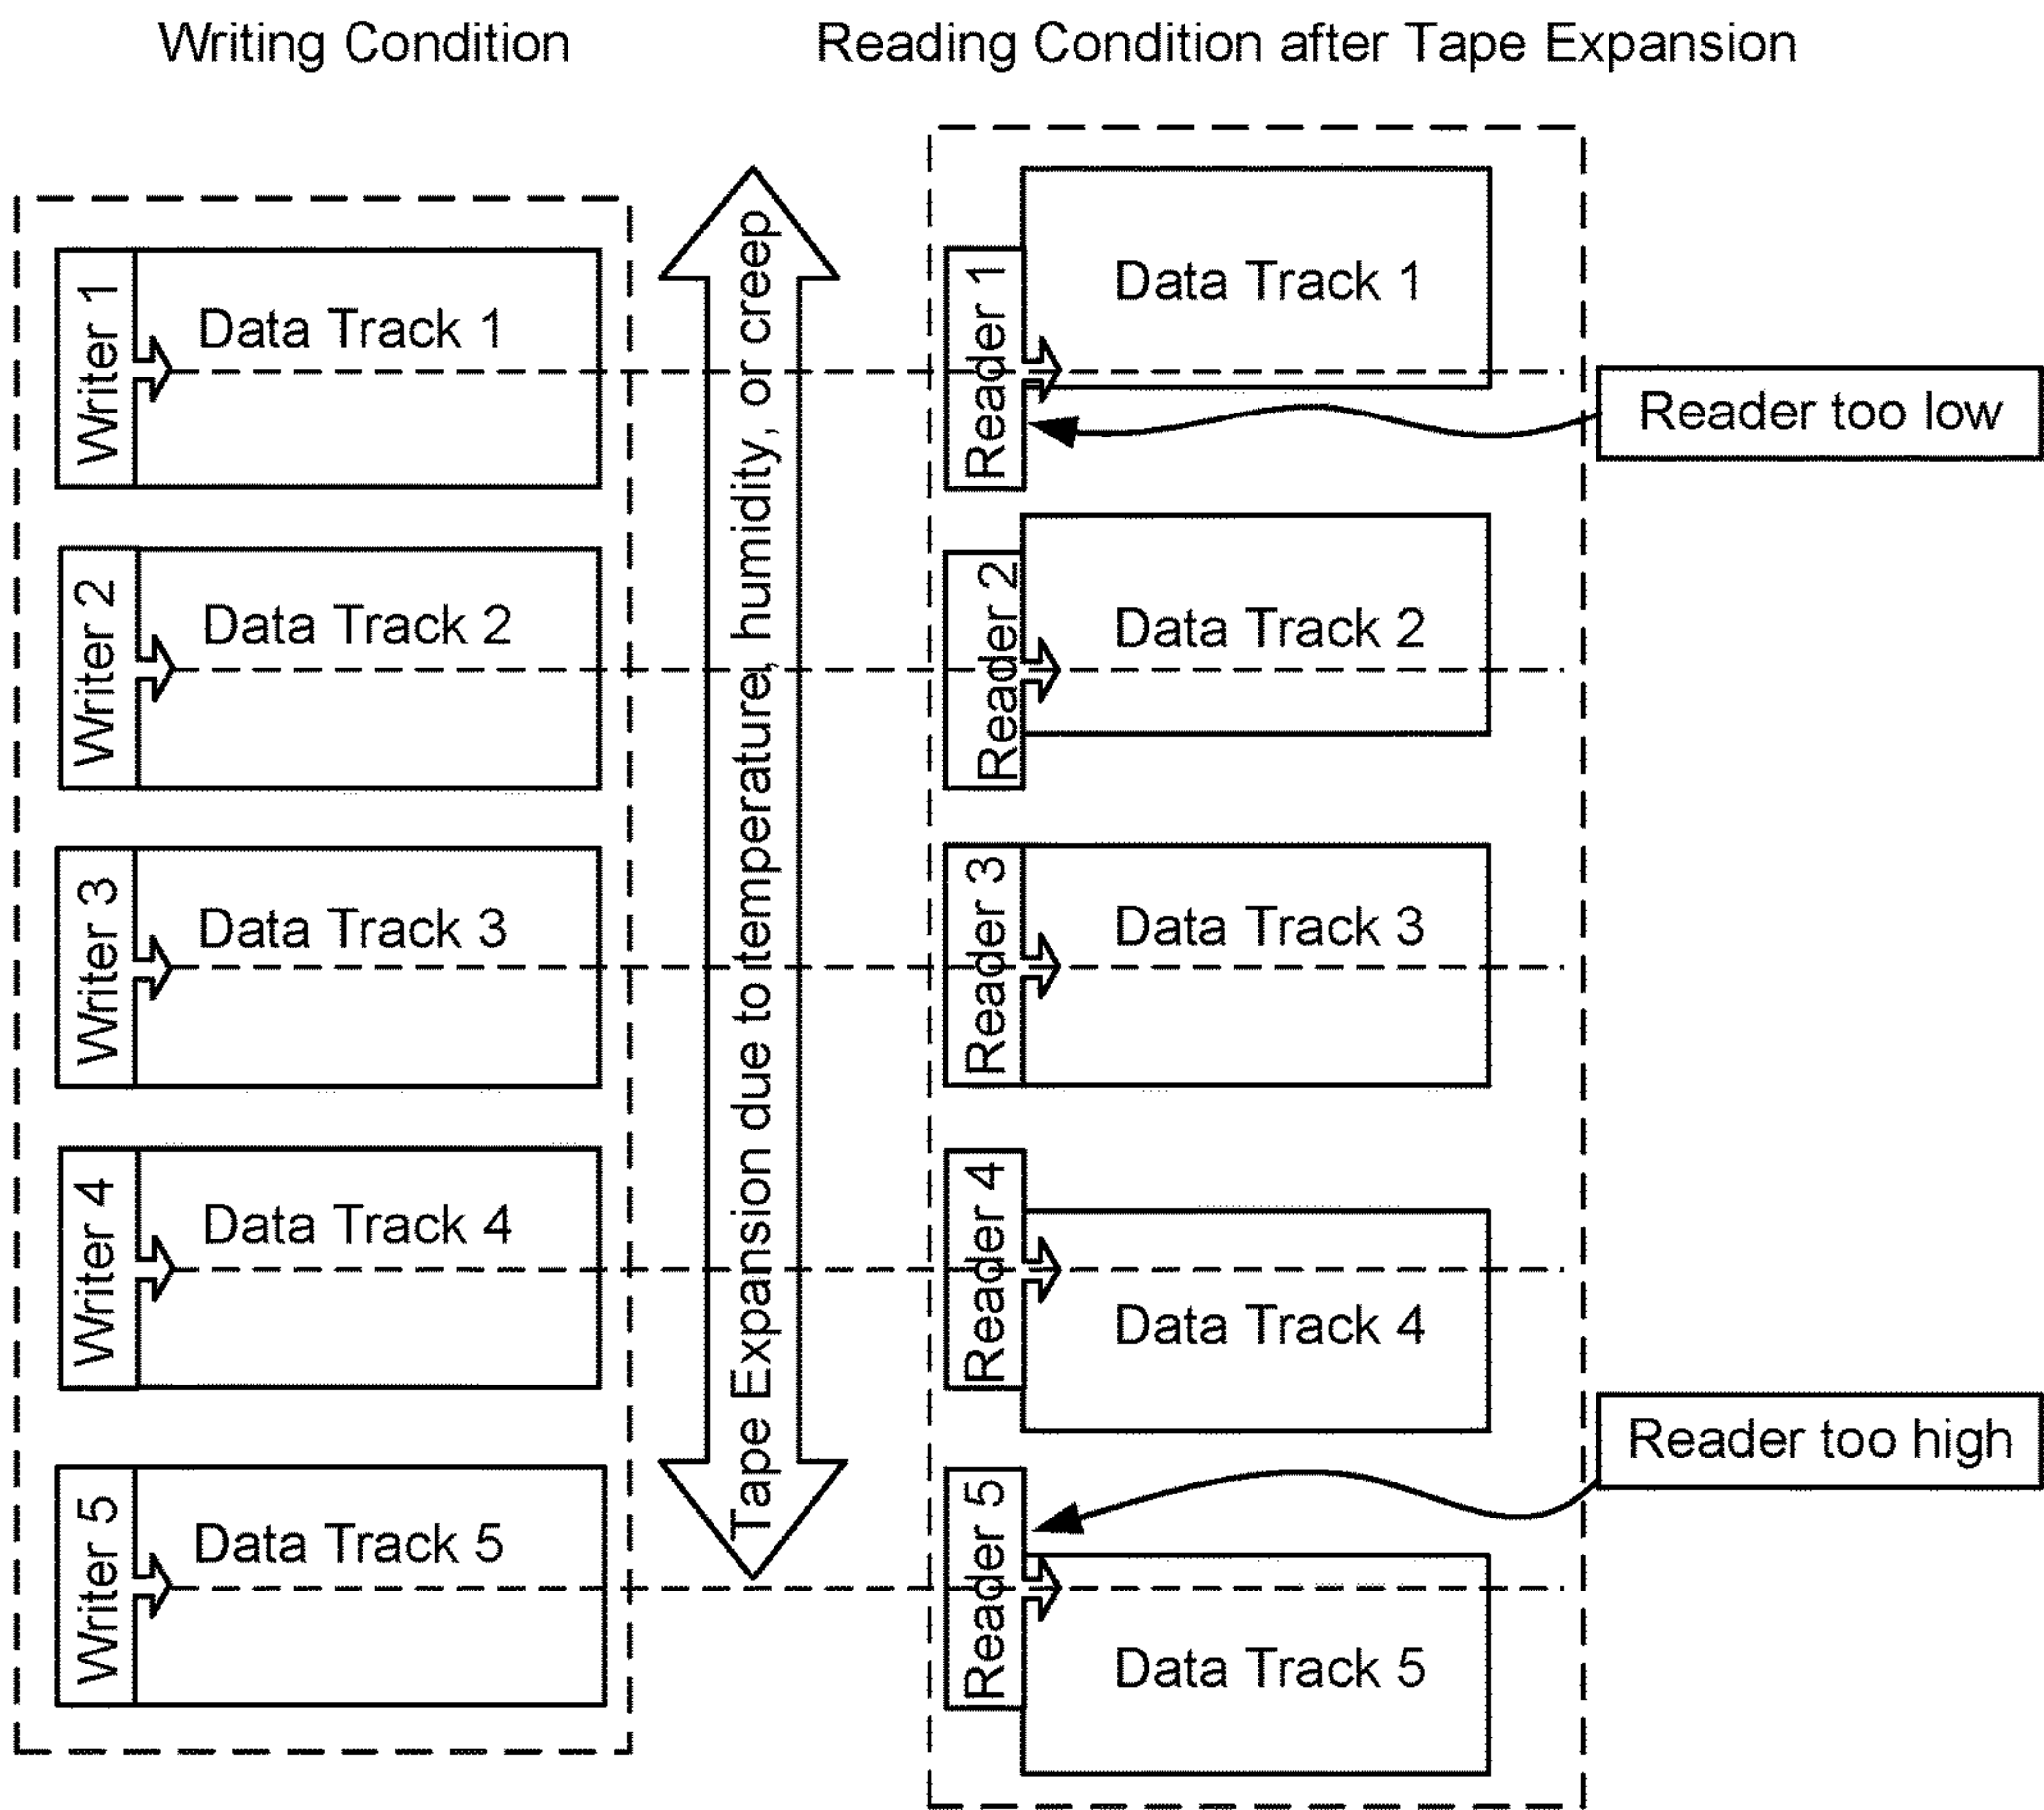 Writing Condition
Reading Condition after Tape Expansion
Writer 1
Data Track 1
Writer 2
Data Track 2
Writer 3
Data Track 3
Writer 4
Data Track 4
Writer 5
Data Track 5
Tape Expansion due to temperature, humidity, or creep
Reader 1
Data Track 1
Reader too low
Reader 2
Data Track 2
Reader 3
Data Track 3
Reader 4
Data Track 4
Reader too high
Reader 5
Data Track 5